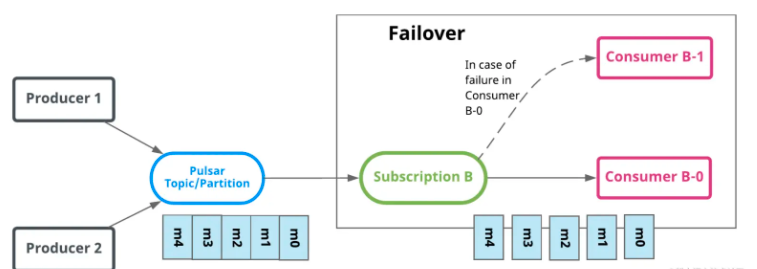 Failover
In case of
failure in
Consumer
B-0
Consumer B-1
Producer 1
Pulsar
Topic/Partition
Subscription B
Consumer B-0
Producer 2
m4
m3
m2
m1
m0
m4
m3
m2
m1
m0